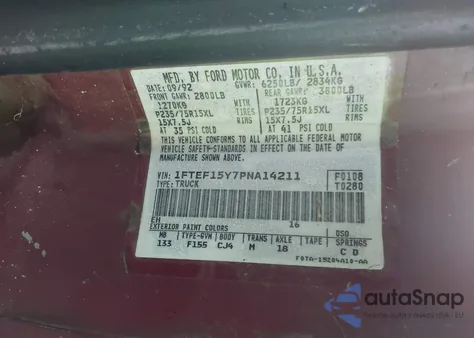 MFD. BY FORD MOTOR CO. IN U.S.A.
DATE: 09/92 GVWR: 6250LB/ 2834KG
FRONT GAWR: 2800LB REAR GAWR: 3800LB
1270KG WITH 1723KG WITH
P235/75R15XL TIRES P235/75R15XL TIRES
15X7.5J RIMS 15X7.5J RIMS
AT 35 PSI COLD AT 41 PSI COLD
THIS VEHICLE CONFORMS TO ALL APPLICABLE FEDERAL MOTOR
VEHICLE SAFETY STANDARDS IN EFFECT ON THE DATE OF
MANUFACTURE SHOWN ABOVE.
VIN: 1FTEF15Y7PNA14211 F0108
TYPE: TRUCK T0280
EH 16
EXTERIOR PAINT COLORS DSO
WB TYPE-GVW BODY TRANS AXLE TAPE SPRINGS
133 F155 CJ4 M 18 C D
autoSnap